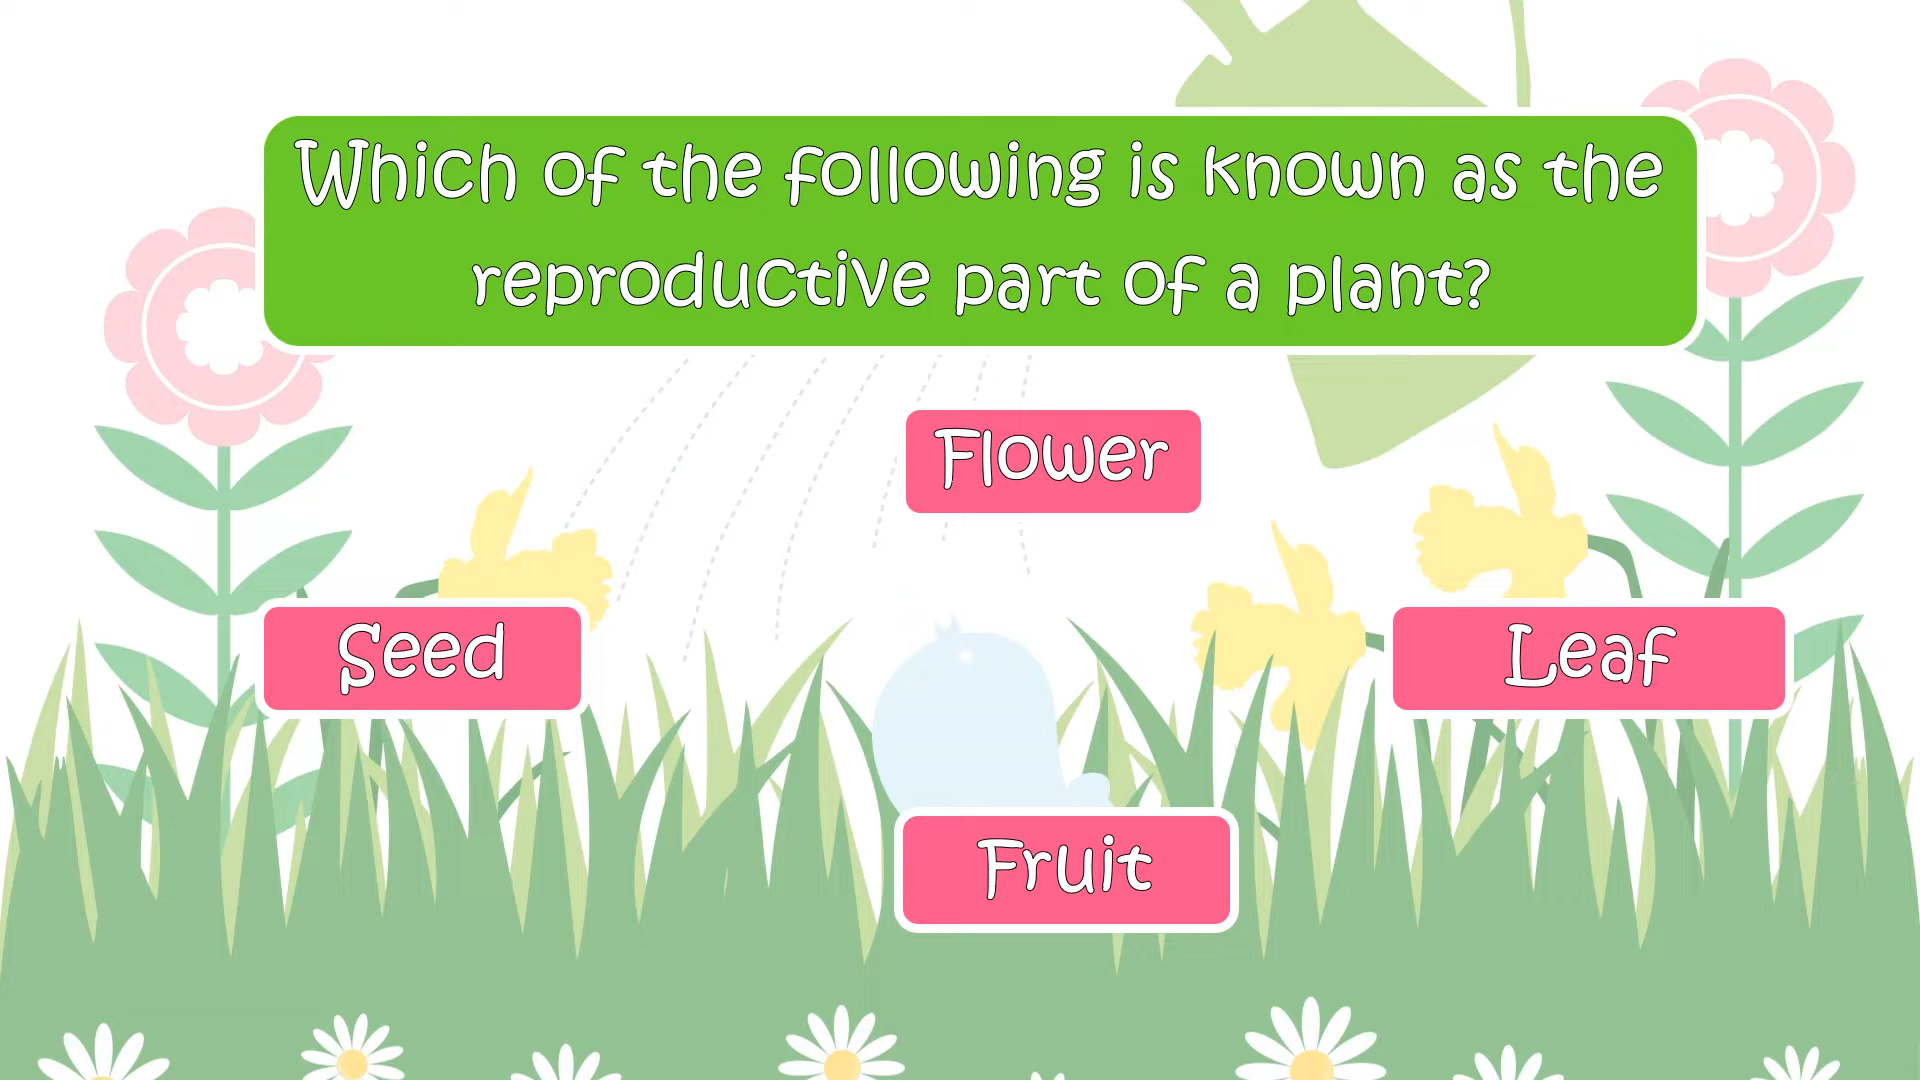 Which of the following is known as the
reproductive part of a plant?
Flower
Seed
Leaf
Fruit